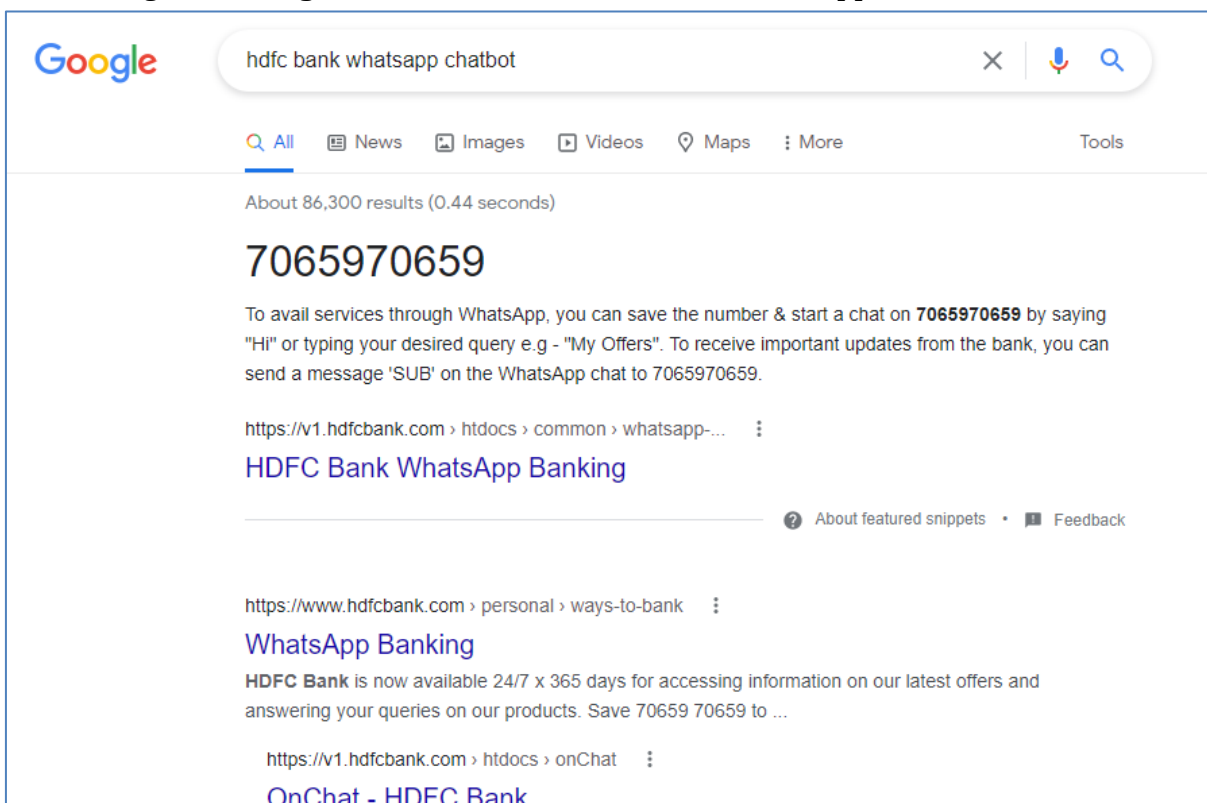 Google
hdfc bank whatsapp chatbot
All News Images Videos Maps More Tools
About 86,300 results (0.44 seconds)
7065970659
To avail services through WhatsApp, you can save the number & start a chat on 7065970659 by saying
"Hi" or typing your desired query e.g - "My Offers". To receive important updates from the bank, you can
send a message 'SUB' on the WhatsApp chat to 7065970659.
https://v1.hdfcbank.com › htdocs › common › whatsapp-...
HDFC Bank WhatsApp Banking
About featured snippets • Feedback
https://www.hdfcbank.com › personal › ways-to-bank
WhatsApp Banking
HDFC Bank is now available 24/7 x 365 days for accessing information on our latest offers and
answering your queries on our products. Save 70659 70659 to ...
https://v1.hdfcbank.com › htdocs › onChat
OnChat - HDFC Bank